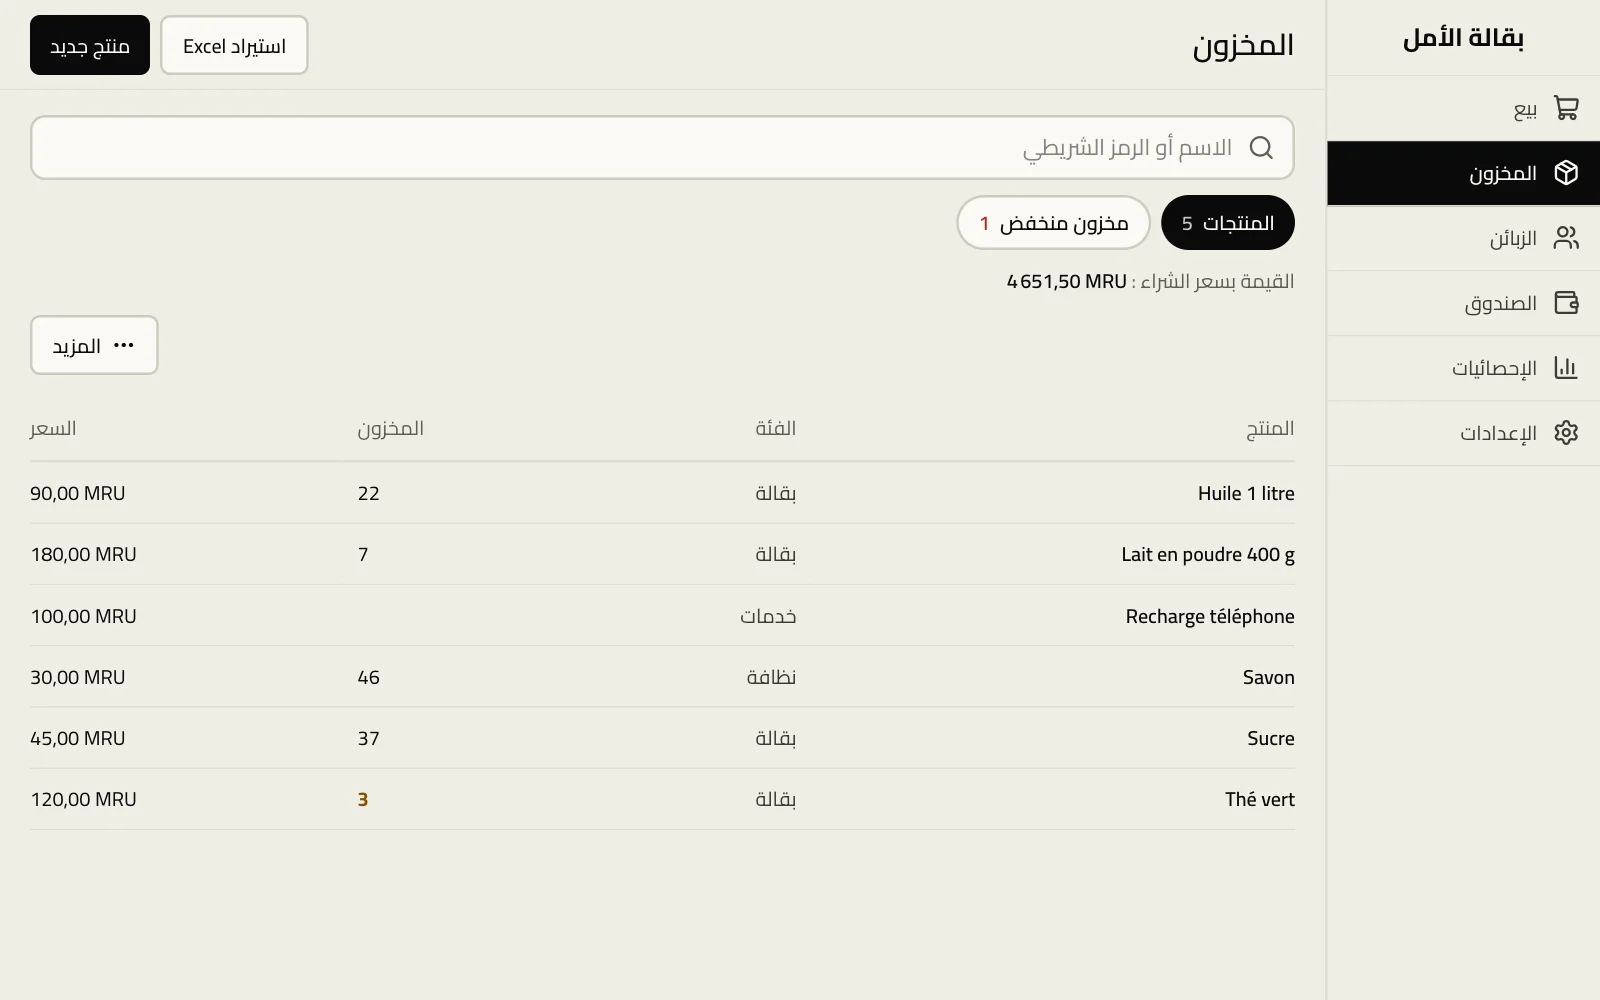 بقالة الأمل
بيع
المخزون
الزبائن
الصندوق
الإحصائيات
الإعدادات
المخزون
استيراد Excel
منتج جديد
الاسم أو الرمز الشريطي
المنتجات 5
مخزون منخفض 1
القيمة بسعر الشراء : 4 651,50 MRU
المزيد
المنتج الفئة المخزون السعر
Huile 1 litre بقالة 22 90,00 MRU
Lait en poudre 400 g بقالة 7 180,00 MRU
Recharge téléphone خدمات 100,00 MRU
Savon نظافة 46 30,00 MRU
Sucre بقالة 37 45,00 MRU
Thé vert بقالة 3 120,00 MRU